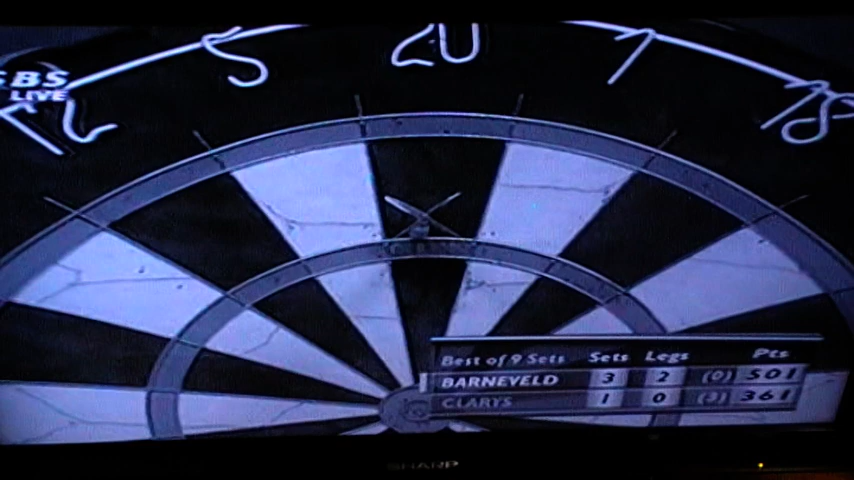 SBS
LIVE
12
5
20
1
18
Best of 9 Sets Sets Legs Pts
BARNEVELD 3 2 (0) 501
CLARYS 1 0 (3) 361
SHARP